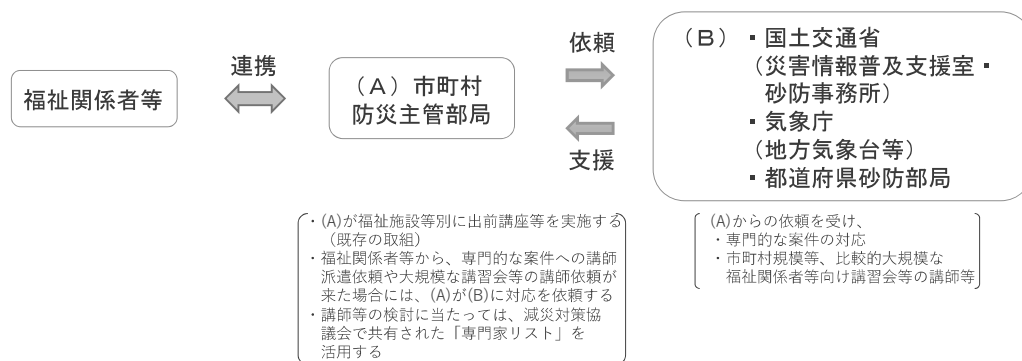 福祉関係者等
連携
（A）市町村
防災主管部局
依頼
支援
（B）・国土交通省
（災害情報普及支援室・
砂防事務所）
・気象庁
（地方気象台等）
・都道府県砂防部局
・(A)が福祉施設等別に出前講座等を実施する
（既存の取組）
・福祉関係者等から、専門的な案件への講師
派遣依頼や大規模な講習会等の講師依頼が
来た場合には、(A)が(B)に対応を依頼する
・講師等の検討に当たっては、減災対策協
議会で共有された「専門家リスト」を
活用する
(A)からの依頼を受け、
・専門的な案件の対応
・市町村規模等、比較的大規模な
福祉関係者等向け講習会等の講師等